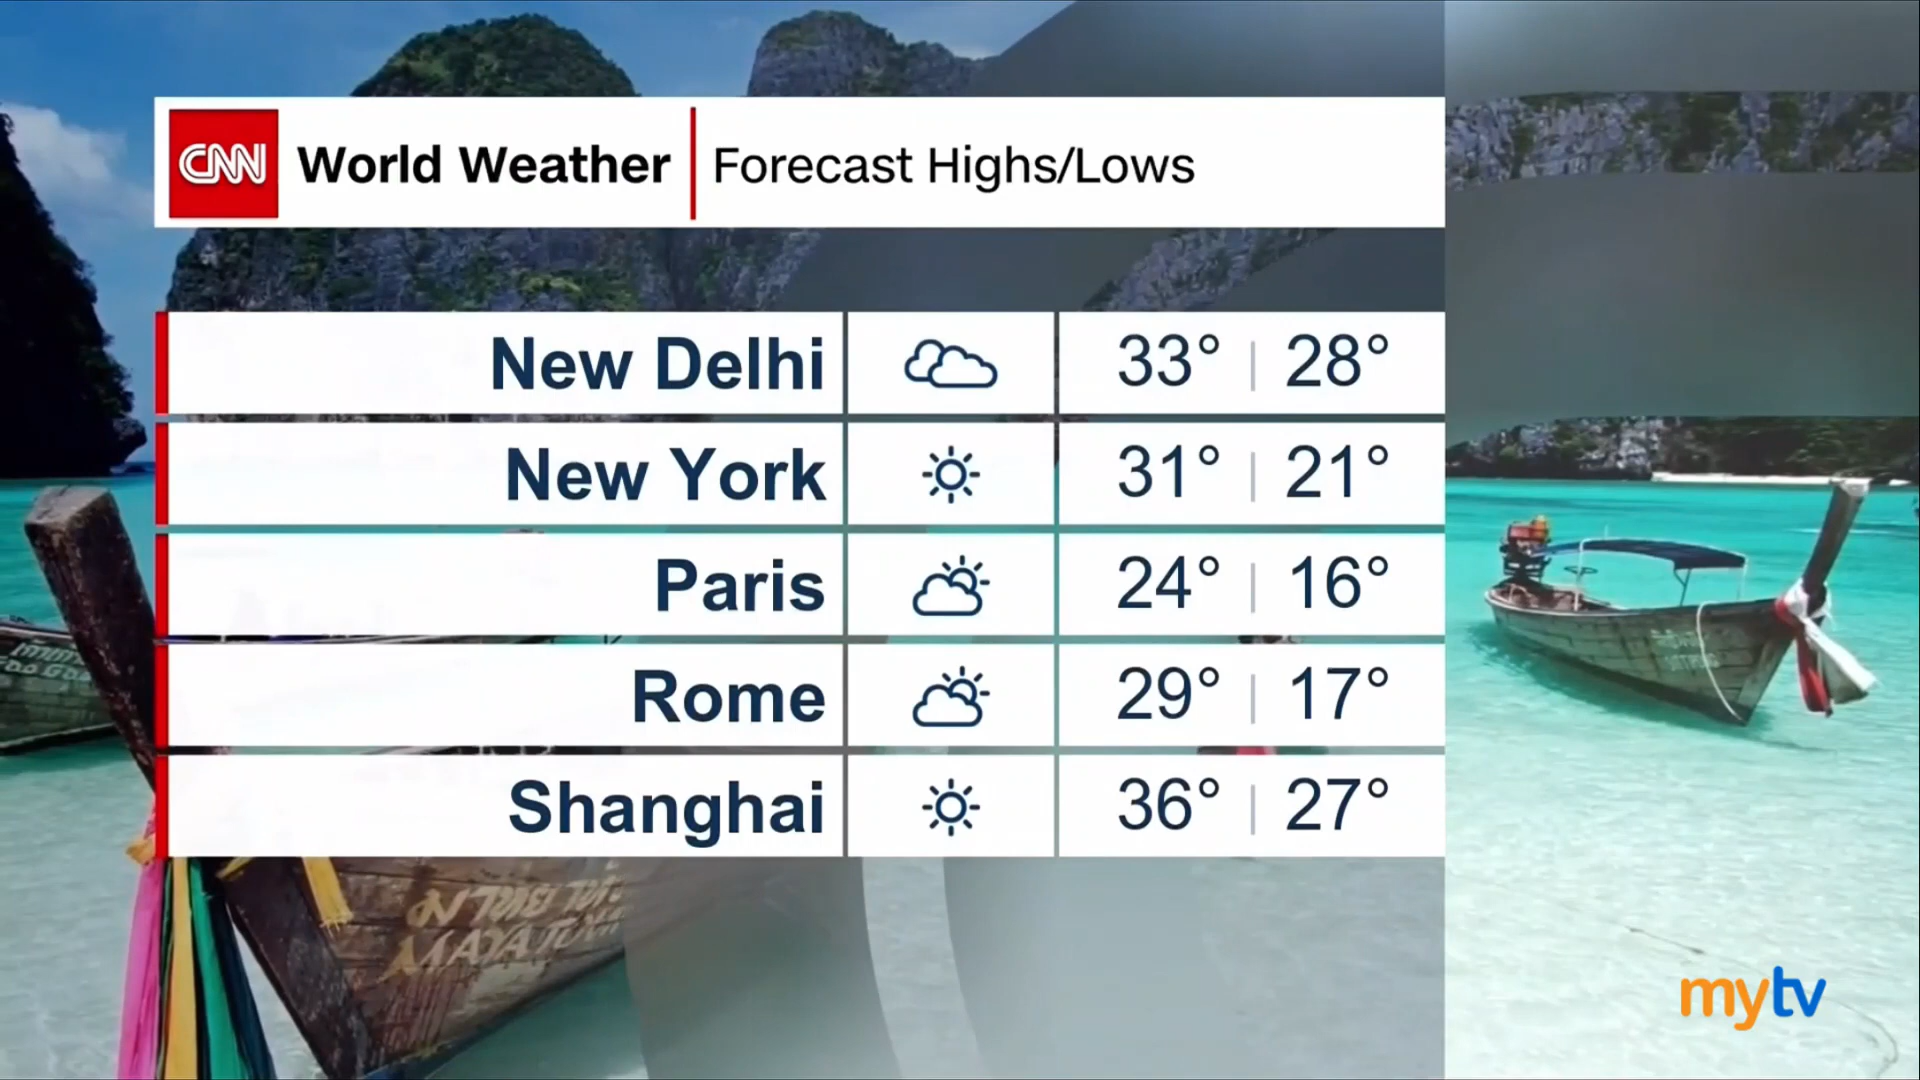 CNN World Weather | Forecast Highs/Lows
New Delhi 33° | 28°
New York 31° | 21°
Paris 24° | 16°
Rome 29° | 17°
Shanghai 36° | 27°
mytv